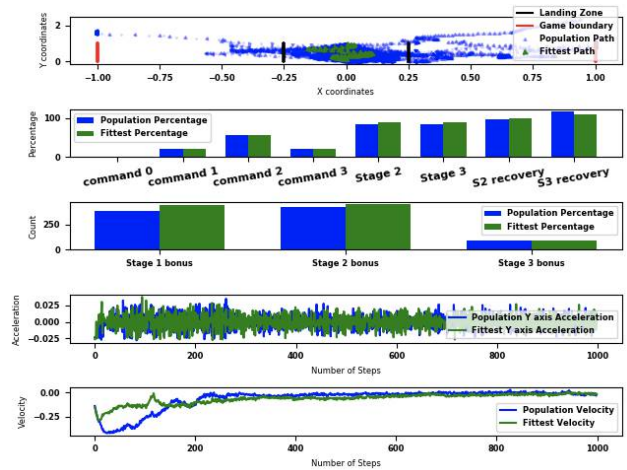 Y coordinates
2
0
Landing Zone
Game boundary
Population Path
Fittest Path
−1.00 −0.75 −0.50 −0.25 0.00 0.25 0.50 0.75 1.00
X coordinates
Percentage
100
0
Population Percentage
Fittest Percentage
command 0 command 1 command 2 command 3 Stage 2 Stage 3 S2 recovery S3 recovery
Count
250
0
Population Percentage
Fittest Percentage
Stage 1 bonus Stage 2 bonus Stage 3 bonus
Acceleration
0.025
0.000
−0.025
Population Y axis Acceleration
Fittest Y axis Acceleration
0 200 400 600 800 1000
Number of Steps
Velocity
0.00
−0.25
Population Velocity
Fittest Velocity
0 200 400 600 800 1000
Number of Steps